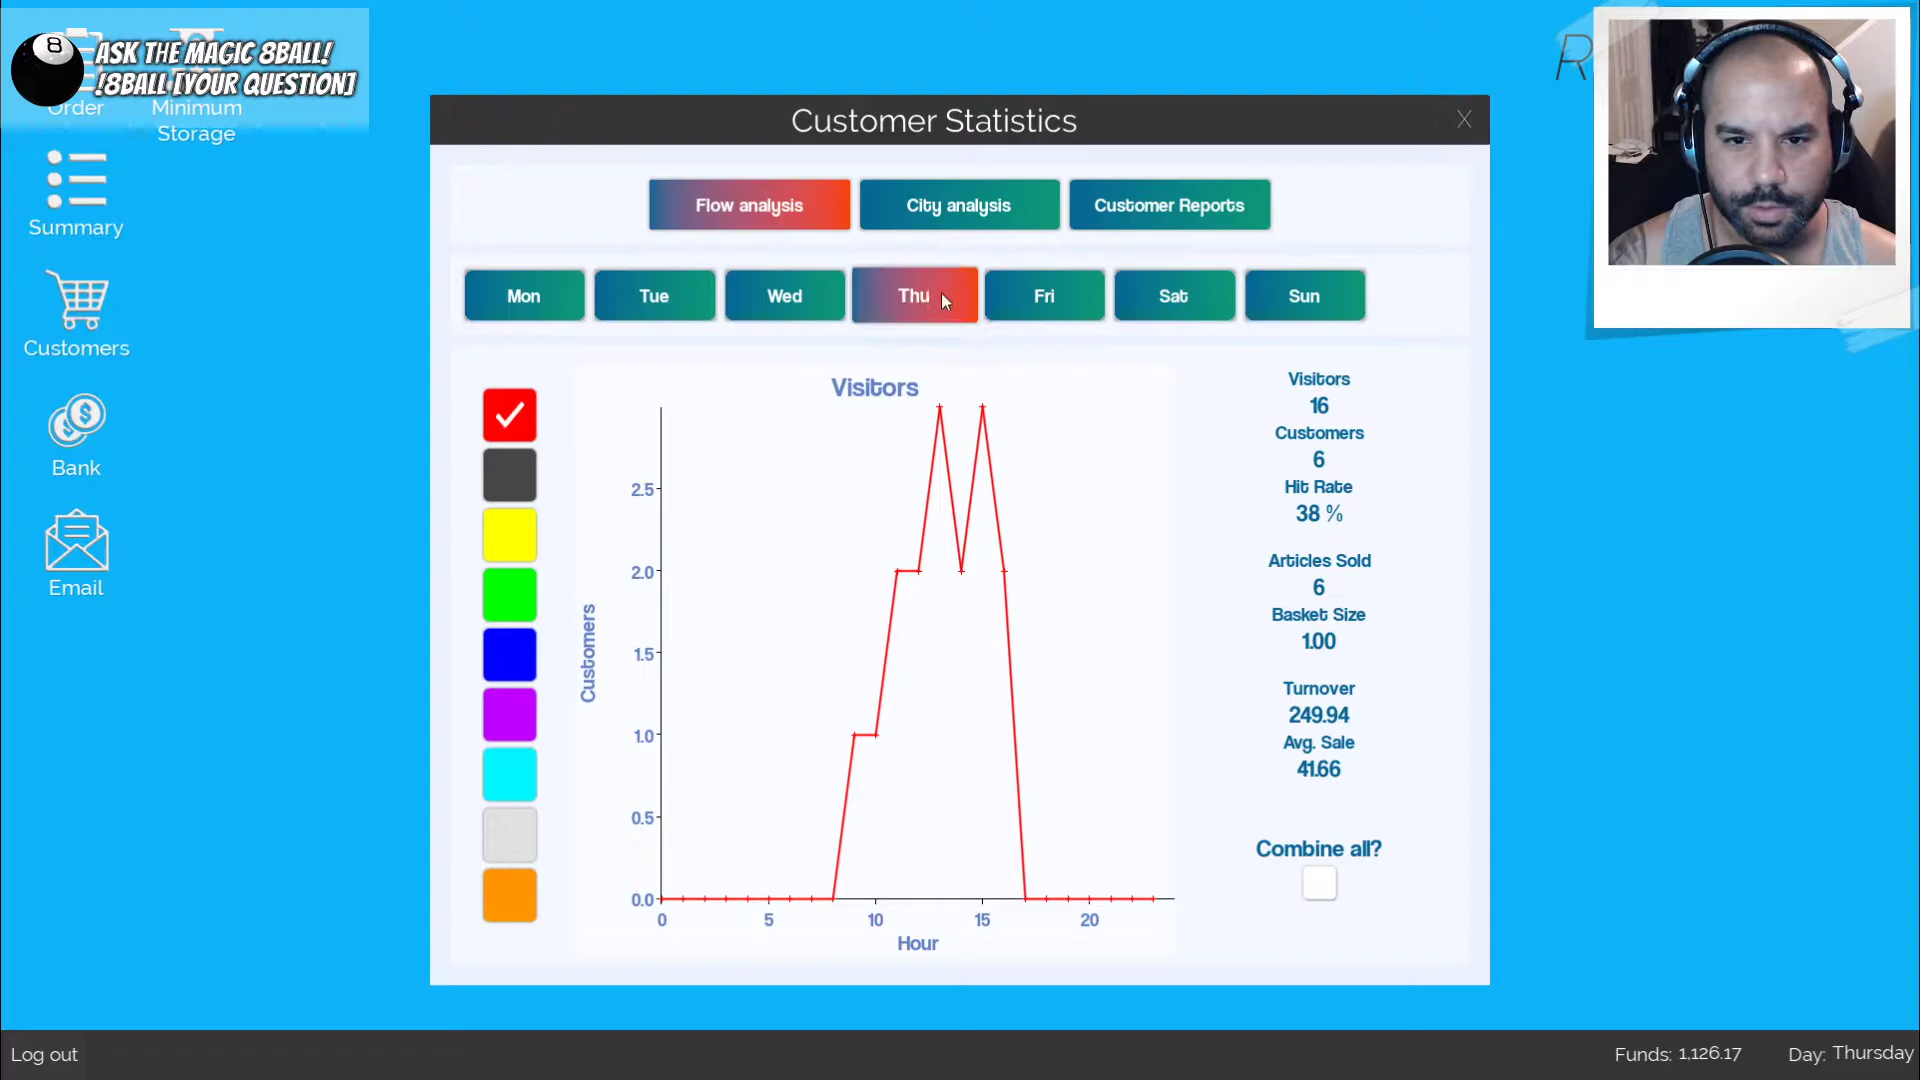 ASK THE MAGIC 8BALL!
!8BALL [YOUR QUESTION]
8
Order
Minimum
Storage
Summary
Customers
Bank
Email
R
Customer Statistics
X
Flow analysis
City analysis
Customer Reports
Mon
Tue
Wed
Thu
Fri
Sat
Sun
Visitors
Customers
2.5
2.0
1.5
1.0
0.5
0.0
0
5
10
15
20
Hour
Visitors
16
Customers
6
Hit Rate
38 %
Articles Sold
6
Basket Size
1.00
Turnover
249.94
Avg. Sale
41.66
Combine all?
Log out
Funds: 1,126.17
Day: Thursday